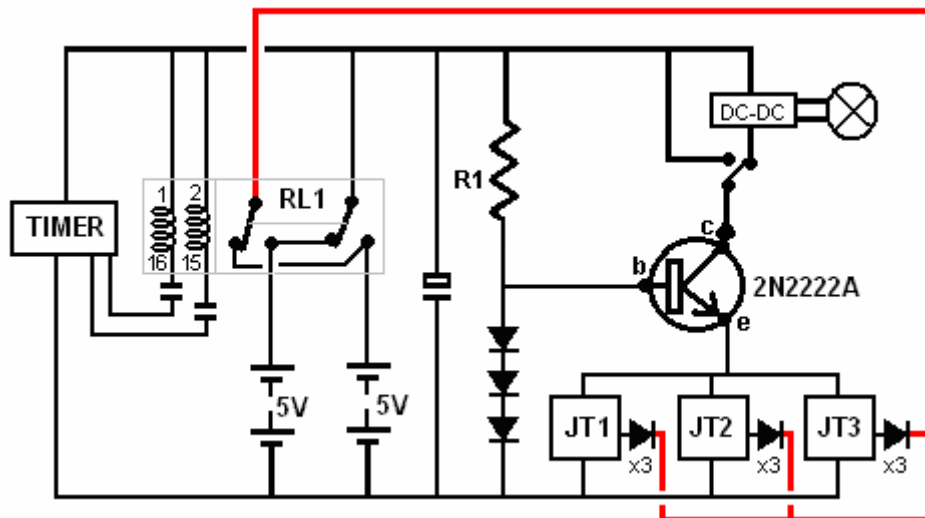 DC-DC
R1
1
2
RL1
TIMER
16
15
c
b
2N2222A
e
5V
5V
JT1
JT2
JT3
x3
x3
x3